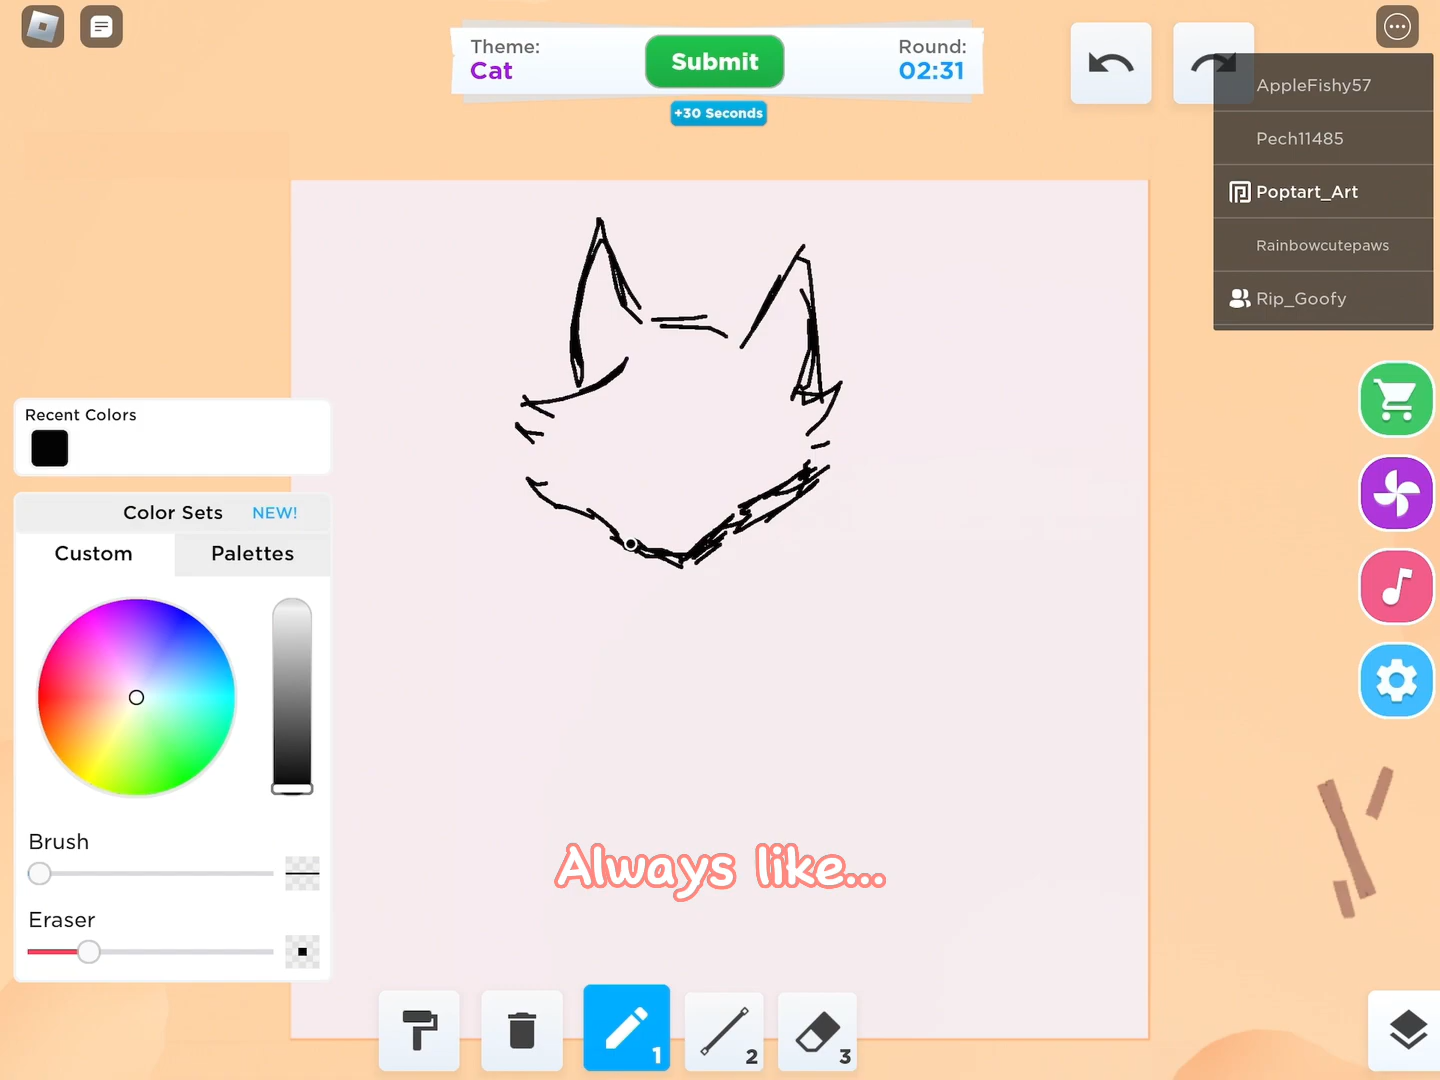 Theme:
Cat
Submit
Round:
02:31
+30 Seconds
AppleFishy57
Pech11485
Poptart_Art
Rainbowcutepaws
Rip_Goofy
Recent Colors
Color Sets NEW!
Custom Palettes
Brush
Eraser
Always like...
1
2
3